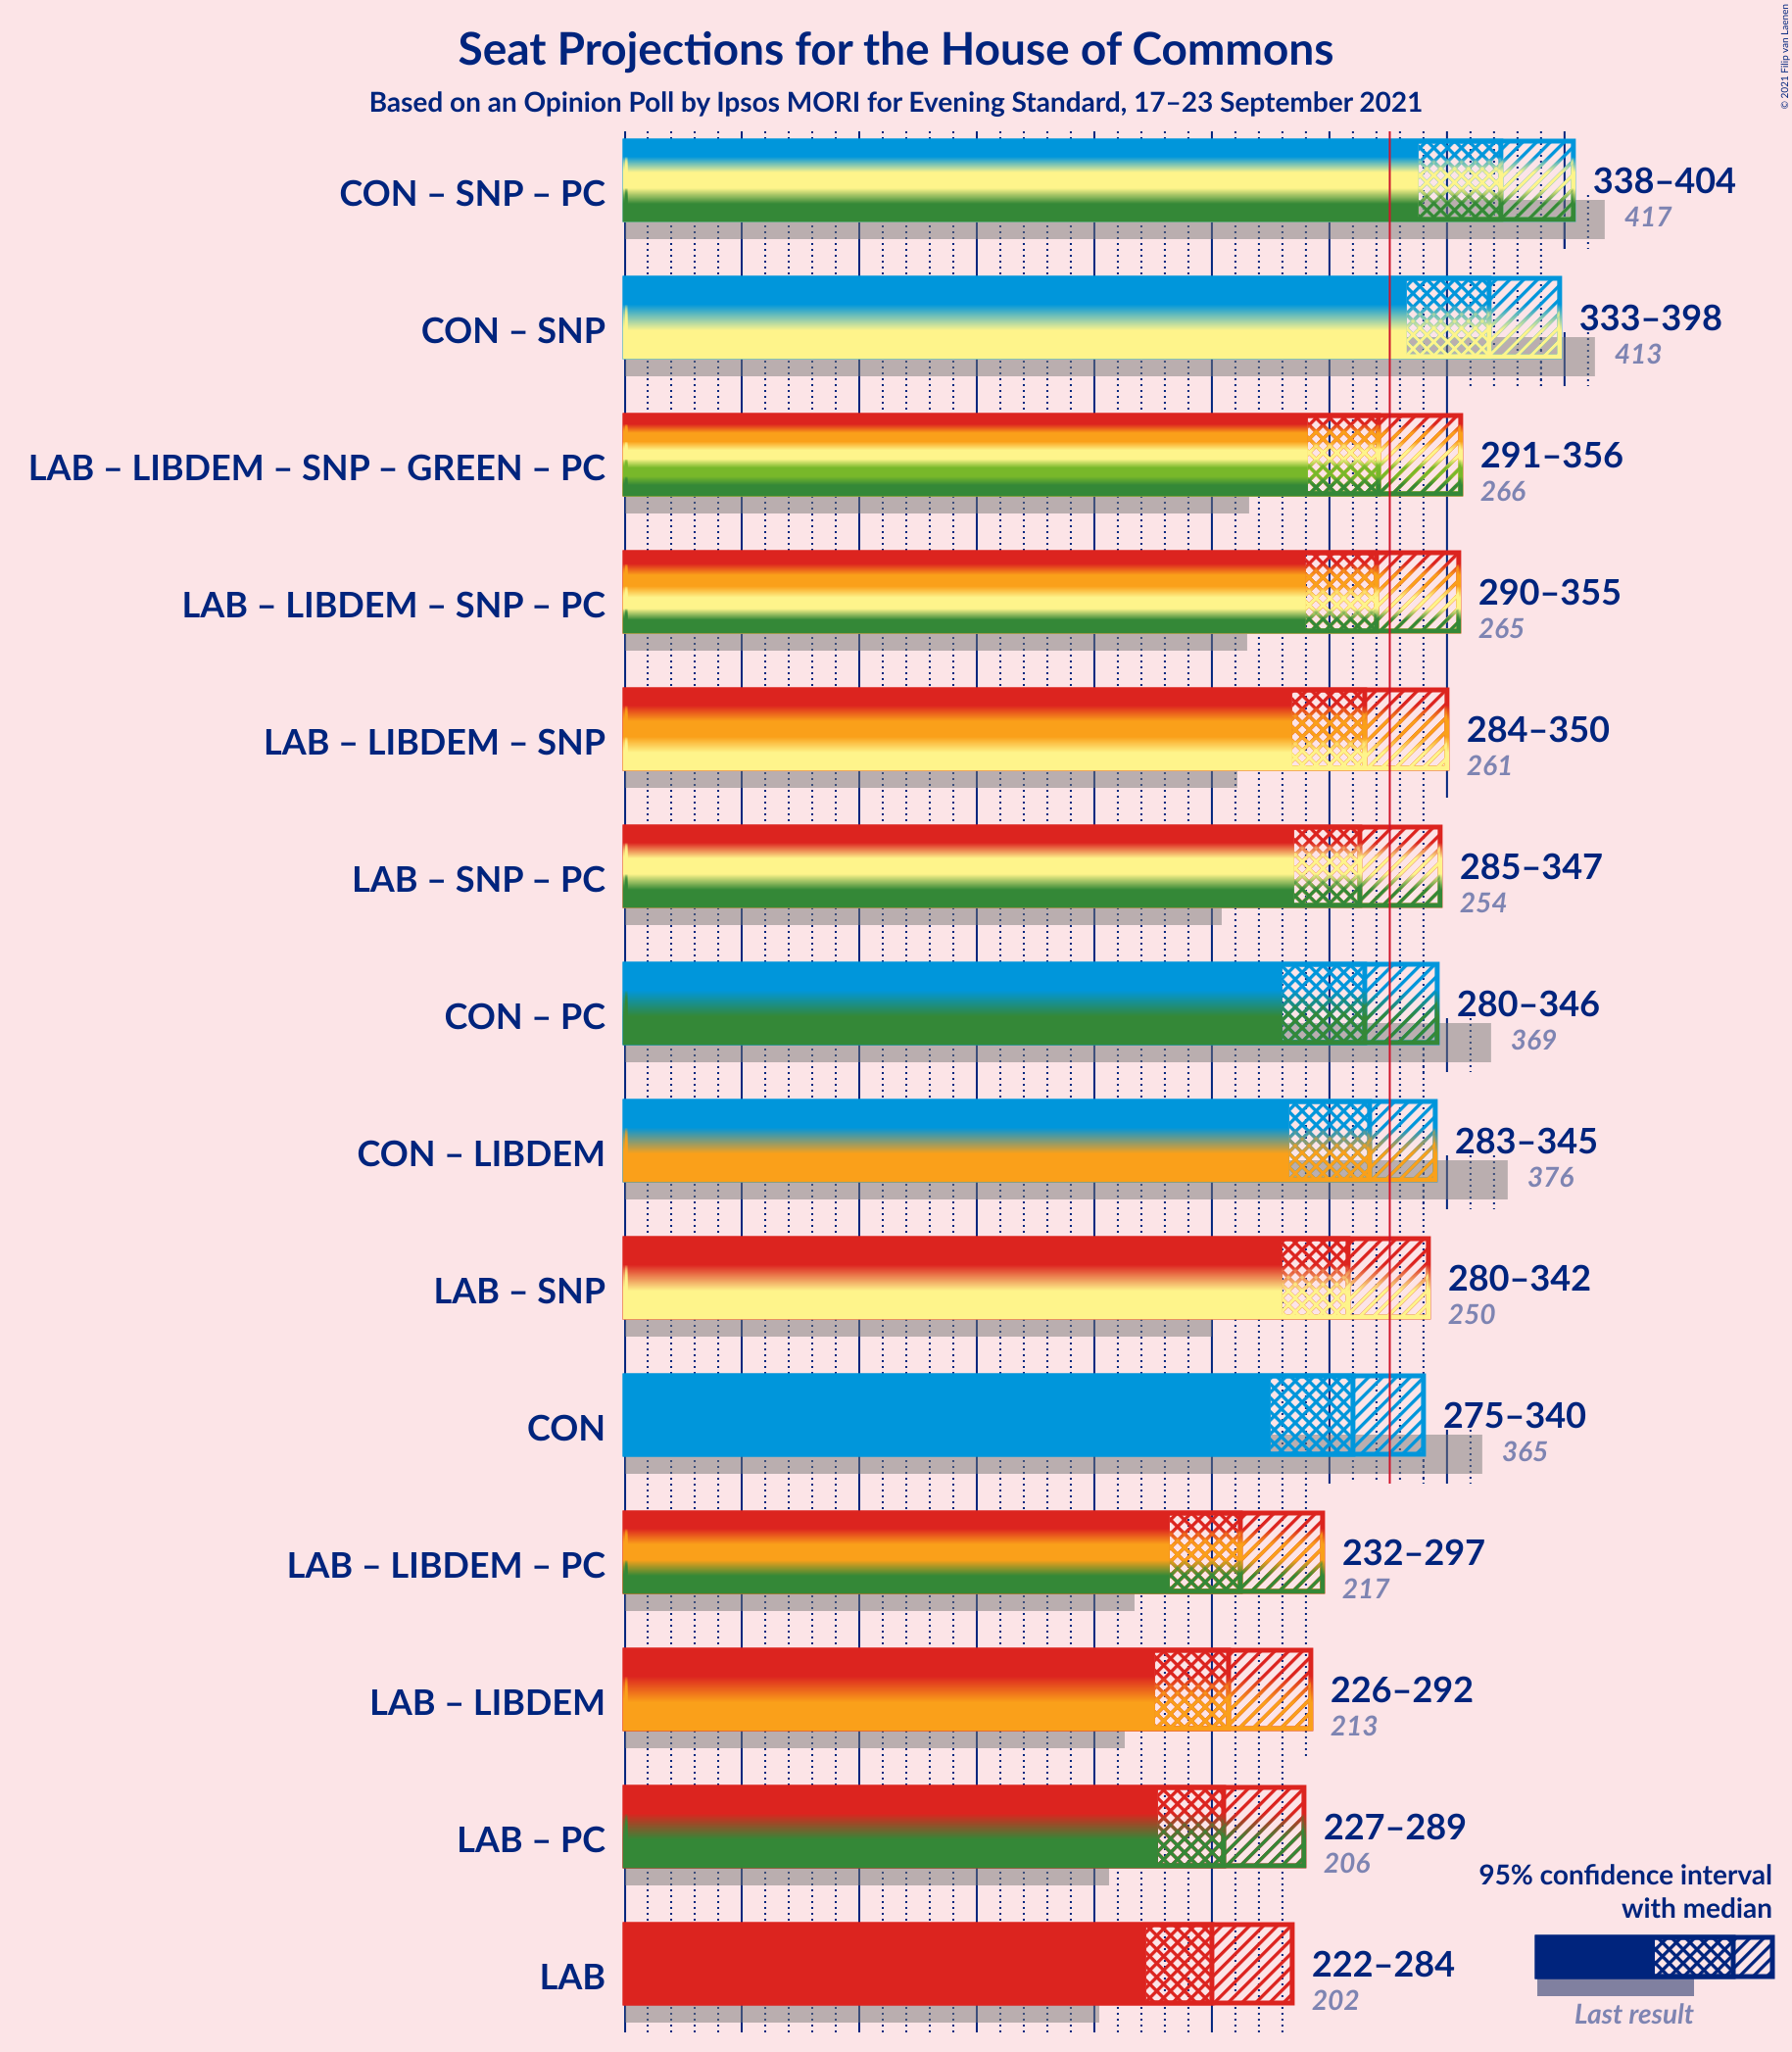 Seat Projections for the House of Commons
Based on an Opinion Poll by Ipsos MORI for Evening Standard, 17–23 September 2021
© 2021 Filip van Laenen
CON – SNP – PC
338–404
417
CON – SNP
333–398
413
LAB – LIBDEM – SNP – GREEN – PC
291–356
266
LAB – LIBDEM – SNP – PC
290–355
265
LAB – LIBDEM – SNP
284–350
261
LAB – SNP – PC
285–347
254
CON – PC
280–346
369
CON – LIBDEM
283–345
376
LAB – SNP
280–342
250
CON
275–340
365
LAB – LIBDEM – PC
232–297
217
LAB – LIBDEM
226–292
213
LAB – PC
227–289
206
LAB
222–284
202
95% confidence interval
with median
Last result